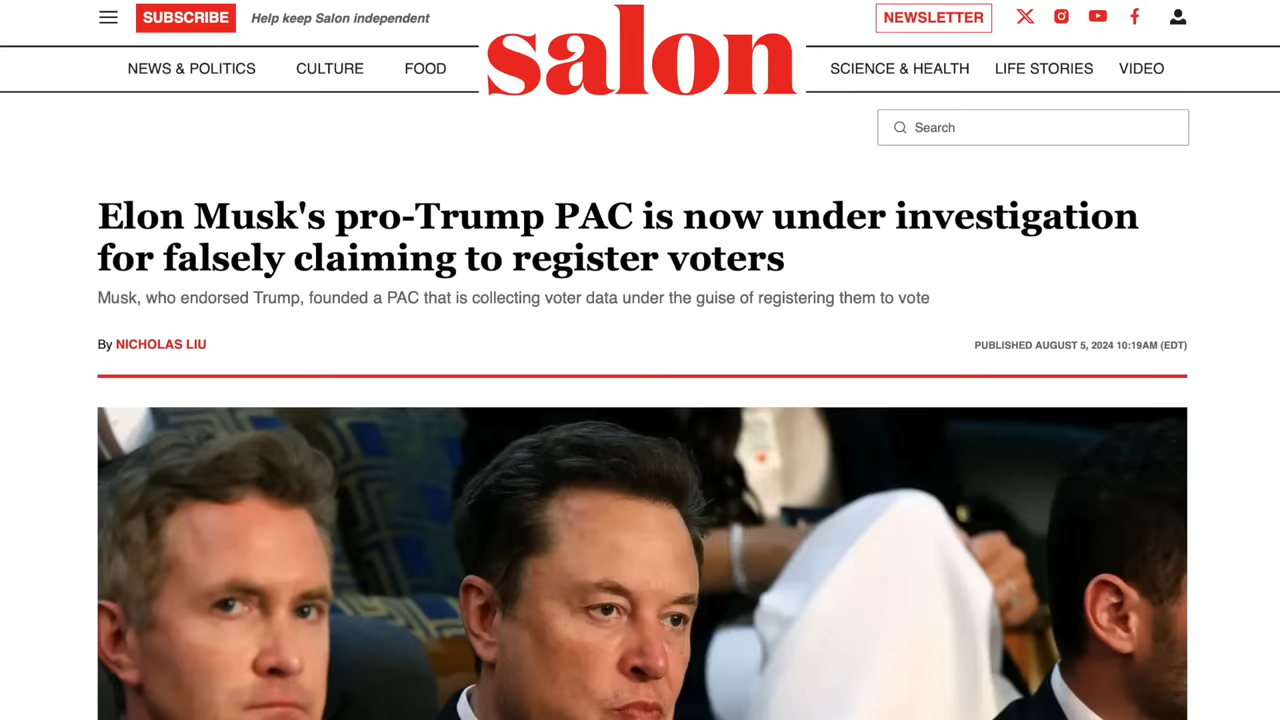 SUBSCRIBE Help keep Salon independent NEWSLETTER
NEWS & POLITICS CULTURE FOOD salon SCIENCE & HEALTH LIFE STORIES VIDEO
Search
Elon Musk's pro-Trump PAC is now under investigation
for falsely claiming to register voters
Musk, who endorsed Trump, founded a PAC that is collecting voter data under the guise of registering them to vote
By NICHOLAS LIU PUBLISHED AUGUST 5, 2024 10:19AM (EDT)